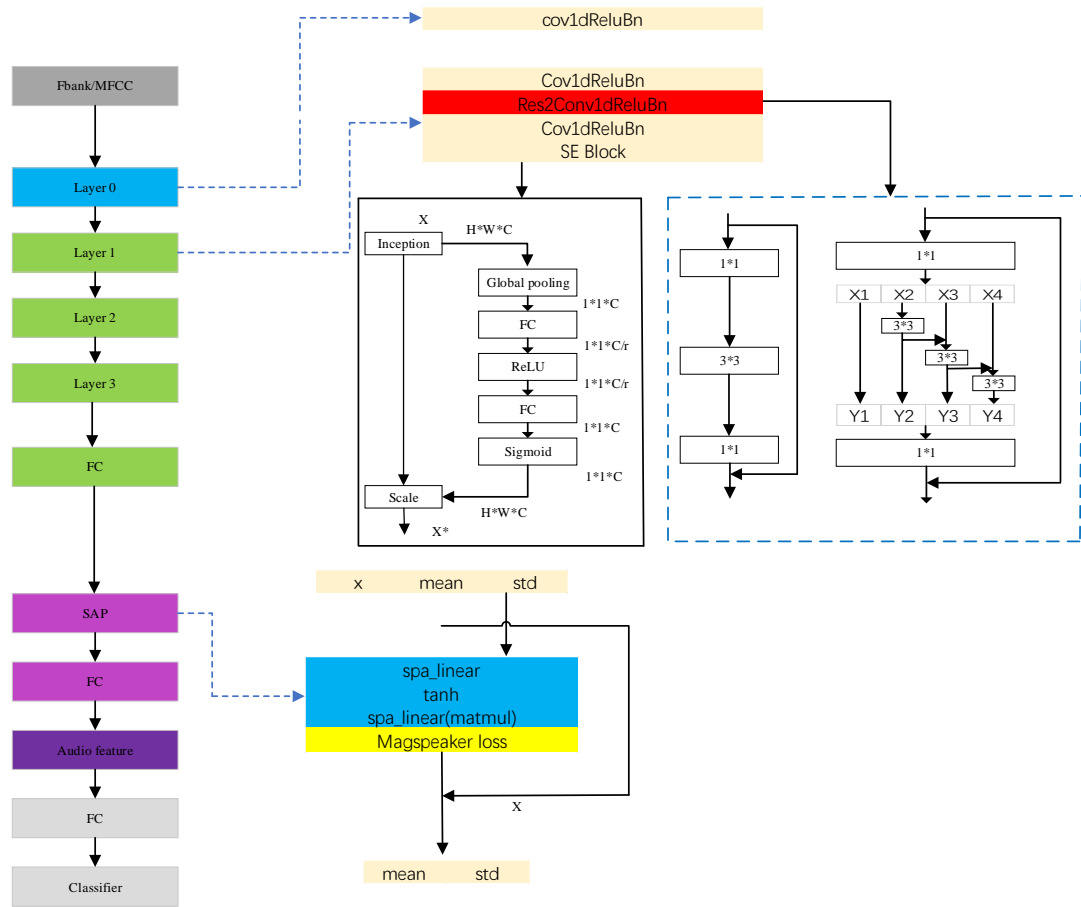 Fbank/MFCC
Layer 0
Layer 1
Layer 2
Layer 3
FC
SAP
FC
Audio feature
FC
Classifier
cov1dReluBn
Cov1dReluBn
Res2Conv1dReluBn
Cov1dReluBn
SE Block
X
Inception
H*W*C
Global pooling
1*1*C
FC
1*1*C/r
ReLU
1*1*C/r
FC
1*1*C
Sigmoid
1*1*C
Scale
H*W*C
X*
1*1
3*3
1*1
1*1
X1 X2 X3 X4
3*3
3*3
3*3
Y1 Y2 Y3 Y4
1*1
x mean std
spa_linear
tanh
spa_linear(matmul)
Magspeaker loss
X
mean std